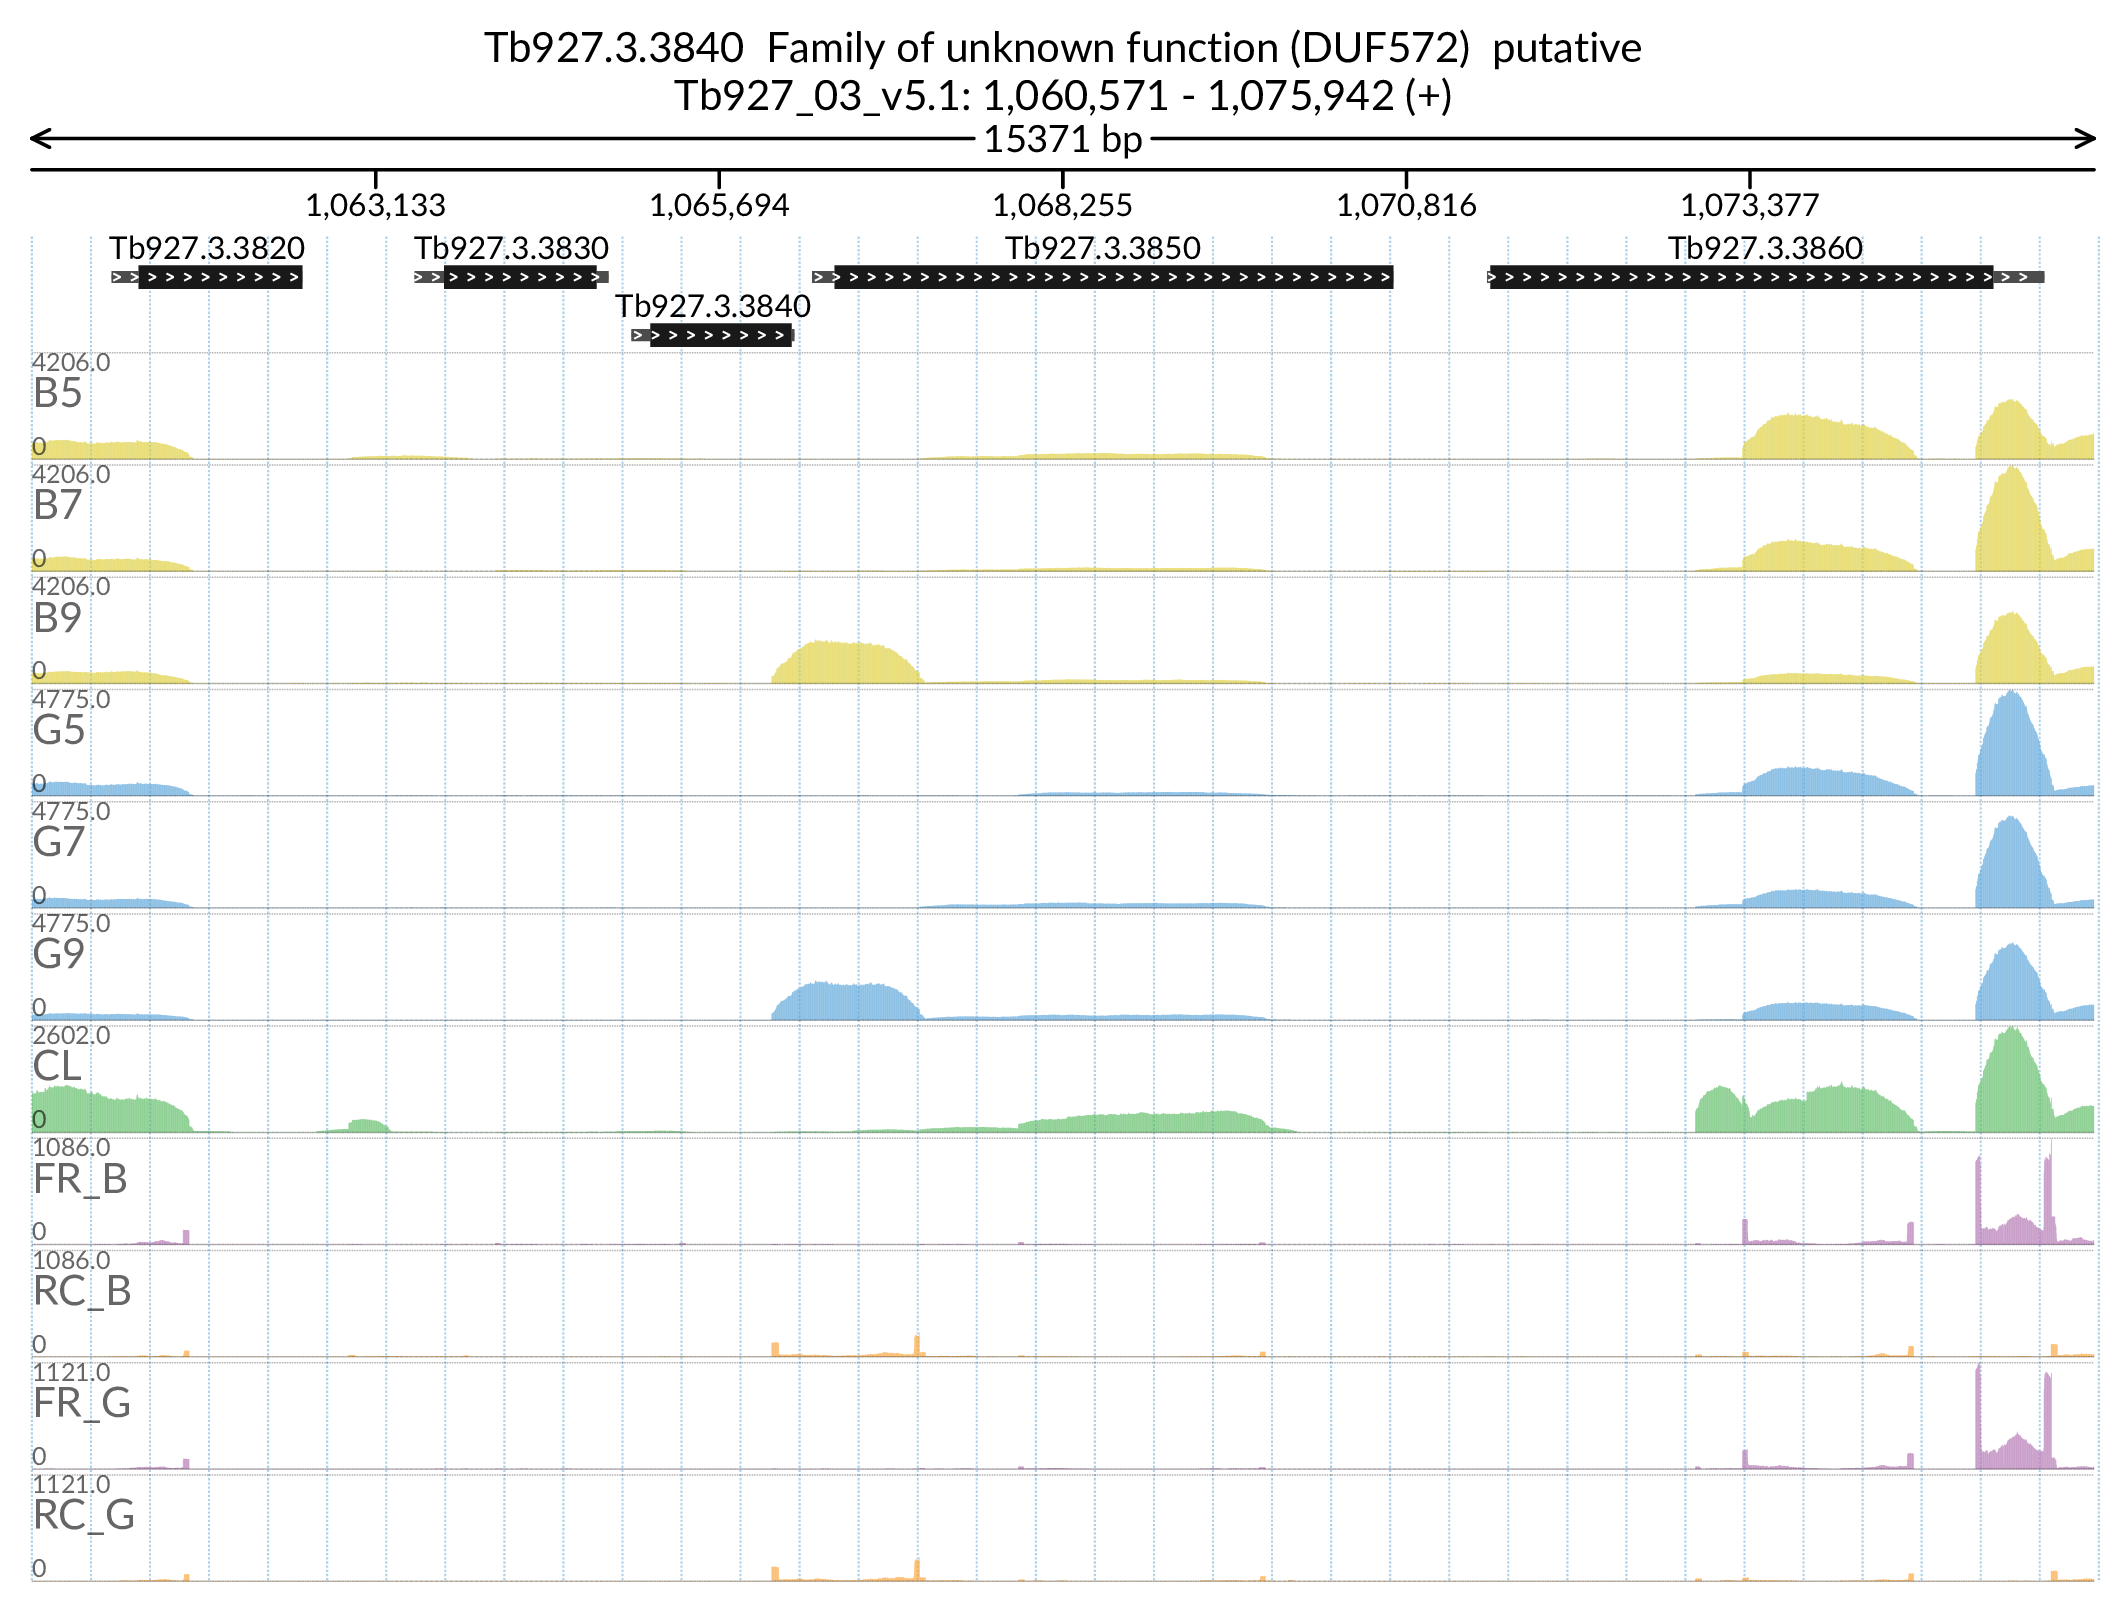 Tb927.3.3840  Family of unknown function (DUF572)  putative
Tb927_03_v5.1: 1,060,571 - 1,075,942 (+)
15371 bp
1,063,133 1,065,694 1,068,255 1,070,816 1,073,377
Tb927.3.3820 Tb927.3.3830 Tb927.3.3850 Tb927.3.3860
Tb927.3.3840
4206.0
B5
0
4206.0
B7
0
4206.0
B9
0
4775.0
G5
0
4775.0
G7
0
4775.0
G9
0
2602.0
CL
0
1086.0
FR_B
0
1086.0
RC_B
0
1121.0
FR_G
0
1121.0
RC_G
0